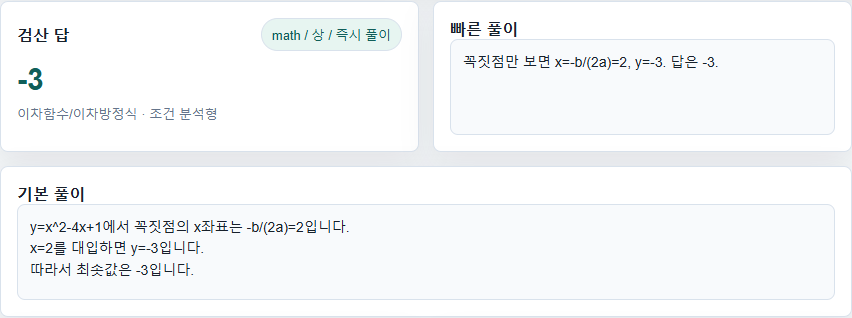 검산 답
math / 상 / 즉시 풀이
-3
이차함수/이차방정식 · 조건 분석형
빠른 풀이
꼭짓점만 보면 x=-b/(2a)=2, y=-3. 답은 -3.
기본 풀이
y=x^2-4x+1에서 꼭짓점의 x좌표는 -b/(2a)=2입니다.
x=2를 대입하면 y=-3입니다.
따라서 최솟값은 -3입니다.